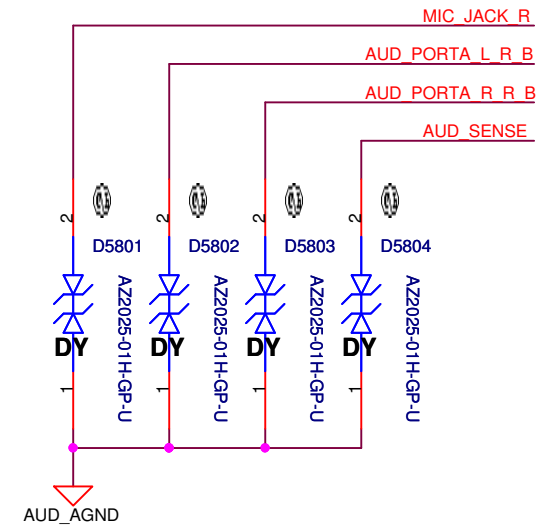 MIC_JACK_R
AUD_PORTA_L_R_B
AUD_PORTA_R_R_B
AUD_SENSE
2
2
2
2
D5801
D5802
D5803
D5804
AZ2025-01H-GP-U
AZ2025-01H-GP-U
AZ2025-01H-GP-U
AZ2025-01H-GP-U
DY
DY
DY
DY
1
1
1
1
AUD_AGND